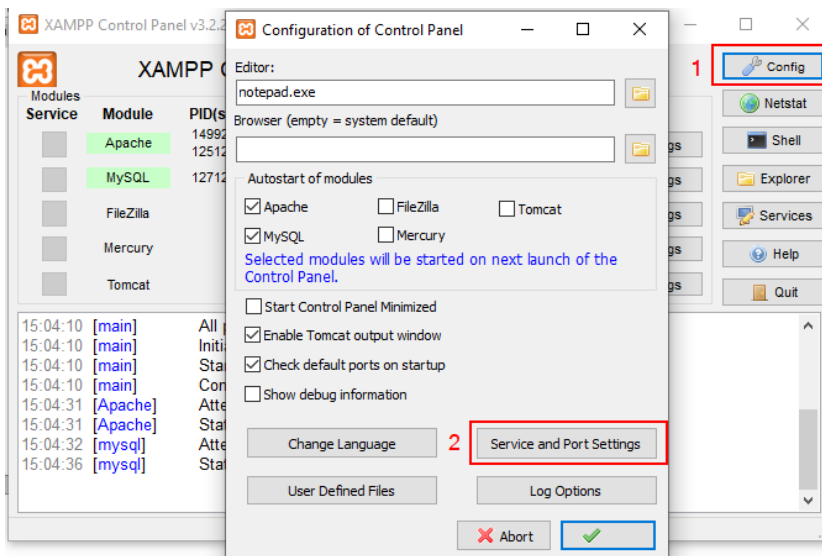 XAMPP Control Panel v3.2.2
XAMPP
Modules
Service Module PID(s
Apache 14992
12512
MySQL 12712
FileZilla
Mercury
Tomcat
gs
gs
gs
gs
gs
15:04:10 [main] All
15:04:10 [main] Initi
15:04:10 [main] Sta
15:04:10 [main] Con
15:04:31 [Apache] Atte
15:04:31 [Apache] Stat
15:04:32 [mysql] Atte
15:04:36 [mysql] Stat
Configuration of Control Panel
Editor:
notepad.exe
Browser (empty = system default)
Autostart of modules
Apache FileZilla Tomcat
MySQL Mercury
Selected modules will be started on next launch of the
Control Panel.
Start Control Panel Minimized
Enable Tomcat output window
Check default ports on startup
Show debug information
Change Language 2 Service and Port Settings
User Defined Files Log Options
Abort
1 Config
Netstat
Shell
Explorer
Services
Help
Quit